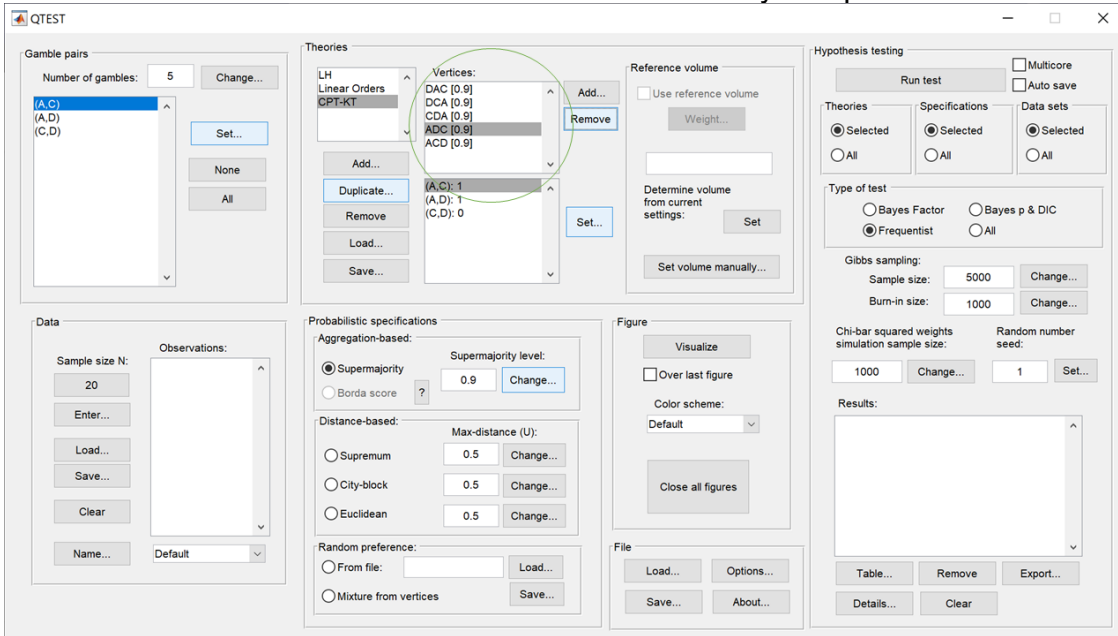 QTEST
Gamble pairs
Number of gambles: 5 Change...
(A,C)
(A,D)
(C,D)
Set...
None
All
Theories
LH
Linear Orders
CPT-KT
Vertices:
DAC [0.9]
DCA [0.9]
CDA [0.9]
ADC [0.9]
ACD [0.9]
Add...
Remove
Add...
Duplicate...
Remove
Load...
Save...
(A,C): 1
(A,D): 1
(C,D): 0
Set...
Reference volume
Use reference volume
Weight...
Determine volume
from current
settings:
Set
Set volume manually...
Hypothesis testing
Run test
Multicore
Auto save
Theories
Selected
All
Specifications
Selected
All
Data sets
Selected
All
Type of test
Bayes Factor Bayes p & DIC
Frequentist All
Gibbs sampling:
Sample size: 5000 Change...
Burn-in size: 1000 Change...
Chi-bar squared weights
simulation sample size:
1000 Change...
Random number
seed:
1 Set...
Results:
Table... Remove Export...
Details... Clear
Data
Sample size N:
20
Enter...
Load...
Save...
Clear
Name...
Observations:
Default
Probabilistic specifications
Aggregation-based:
Supermajority level:
Supermajority 0.9 Change...
Borda score ?
Distance-based:
Max-distance (U):
Supremum 0.5 Change...
City-block 0.5 Change...
Euclidean 0.5 Change...
Random preference:
From file: Load...
Mixture from vertices Save...
Figure
Visualize
Over last figure
Color scheme:
Default
Close all figures
File
Load... Options...
Save... About...